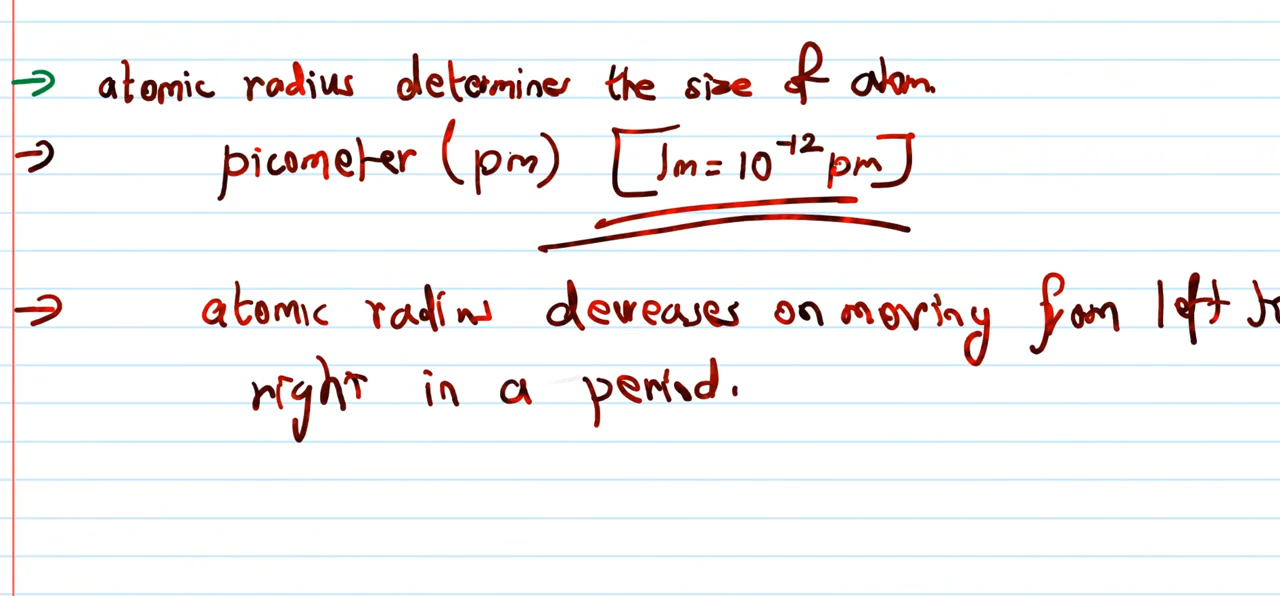 → atomic radius determines the size of atom.
→ picometer (pm) [1m = 10⁻¹² pm]
→ atomic radius decreases on moving from left to
right in a period.